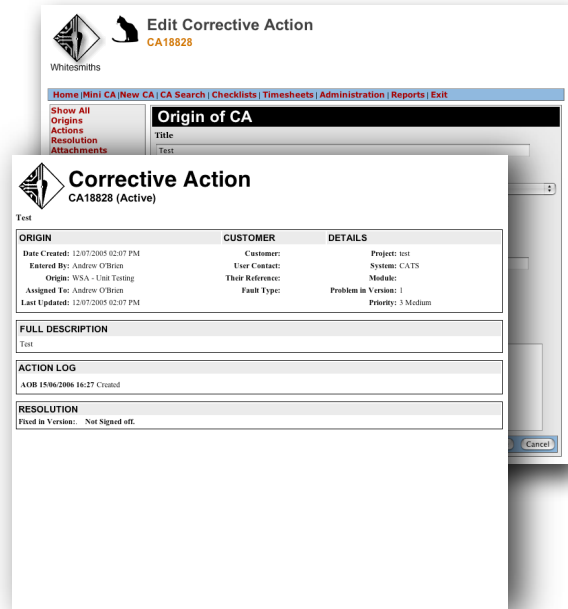 Edit Corrective Action
CA18828
Whitesmiths
Home |Mini CA |New CA | CA Search | Checklists | Timesheets | Administration | Reports | Exit
Show All
Origins
Actions
Resolution
Attachments
Origin of CA
Title
Test
Cancel
Corrective Action
CA18828 (Active)
Test
ORIGIN CUSTOMER DETAILS
Date Created: 12/07/2005 02:07 PM Customer: Project: test
Entered By: Andrew O'Brien User Contact: System: CATS
Origin: WSA - Unit Testing Their Reference: Module:
Assigned To: Andrew O'Brien Fault Type: Problem in Version: 1
Last Updated: 12/07/2005 02:07 PM Priority: 3 Medium
FULL DESCRIPTION
Test
ACTION LOG
AOB 15/06/2006 16:27 Created
RESOLUTION
Fixed in Version:. Not Signed off.